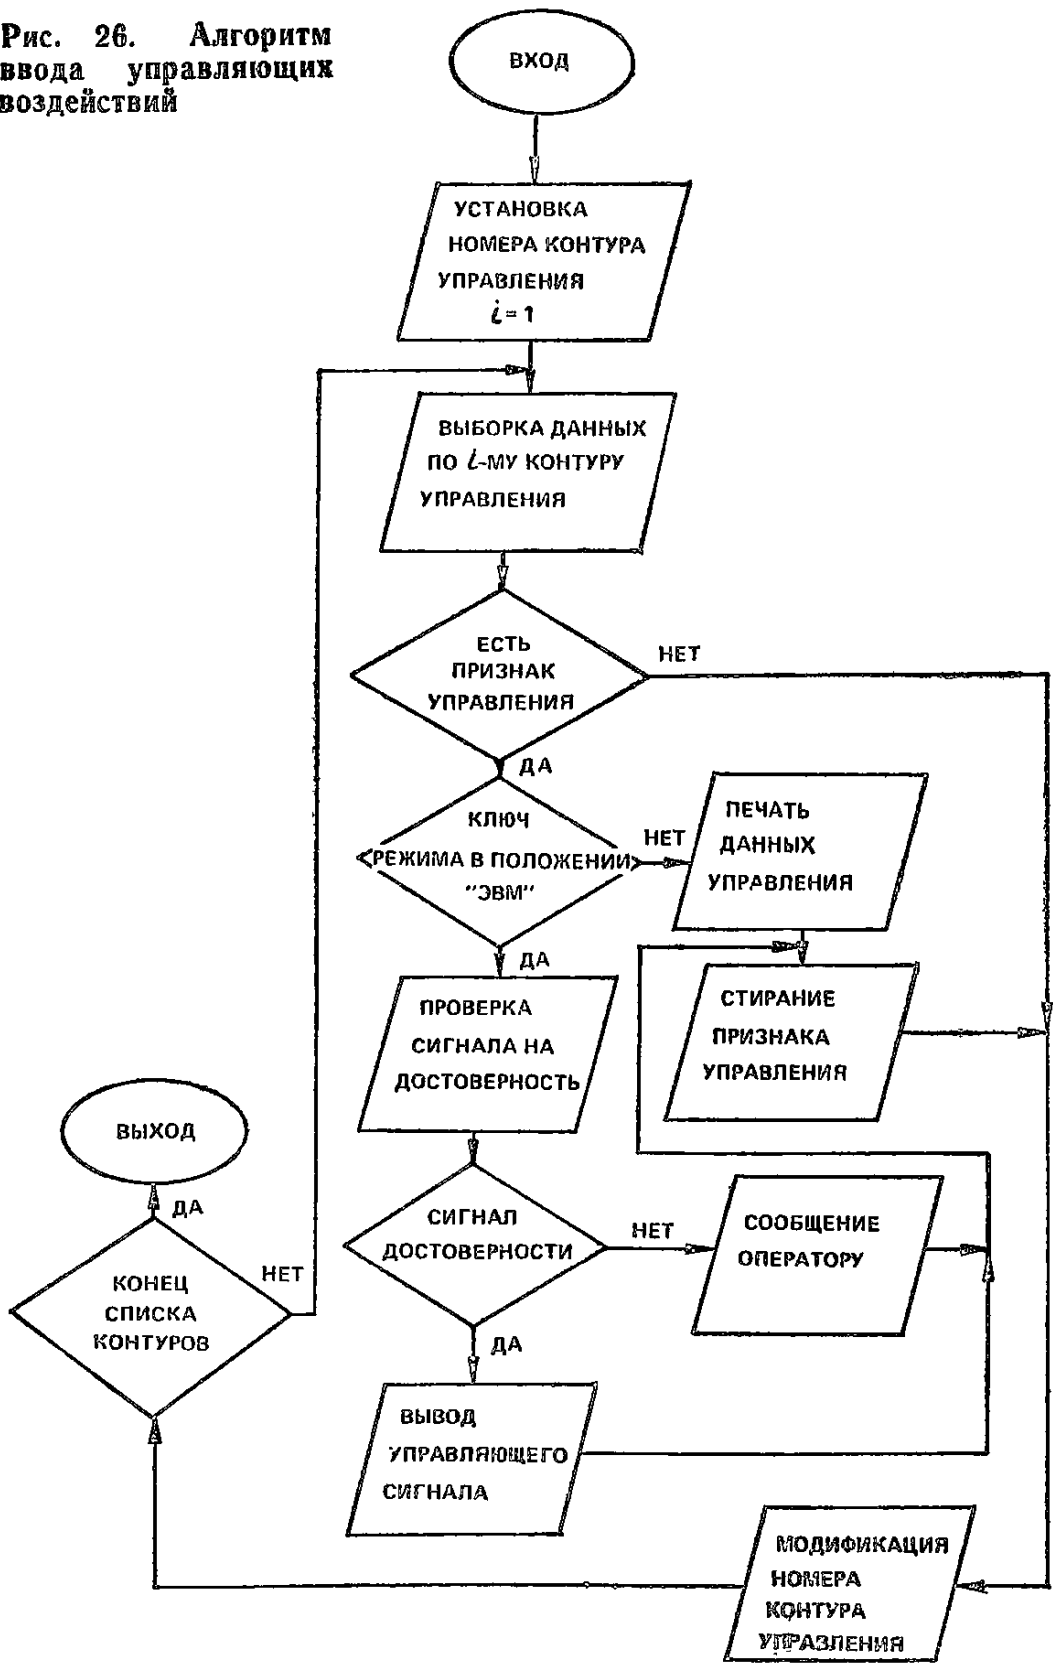 Рис. 26. Алгоритм
ввода управляющих
воздействий
ВХОД
УСТАНОВКА
НОМЕРА КОНТУРА
УПРАВЛЕНИЯ
i = 1
ВЫБОРКА ДАННЫХ
ПО i-МУ КОНТУРУ
УПРАВЛЕНИЯ
ЕСТЬ
ПРИЗНАК
УПРАВЛЕНИЯ
НЕТ
ДА
КЛЮЧ
РЕЖИМА В ПОЛОЖЕНИИ
"ЭВМ"
НЕТ
ПЕЧАТЬ
ДАННЫХ
УПРАВЛЕНИЯ
ДА
СТИРАНИЕ
ПРИЗНАКА
УПРАВЛЕНИЯ
ПРОВЕРКА
СИГНАЛА НА
ДОСТОВЕРНОСТЬ
СИГНАЛ
ДОСТОВЕРНОСТИ
НЕТ
СООБЩЕНИЕ
ОПЕРАТОРУ
ДА
ВЫВОД
УПРАВЛЯЮЩЕГО
СИГНАЛА
МОДИФИКАЦИЯ
НОМЕРА
КОНТУРА
УПРАВЛЕНИЯ
КОНЕЦ
СПИСКА
КОНТУРОВ
НЕТ
ДА
ВЫХОД